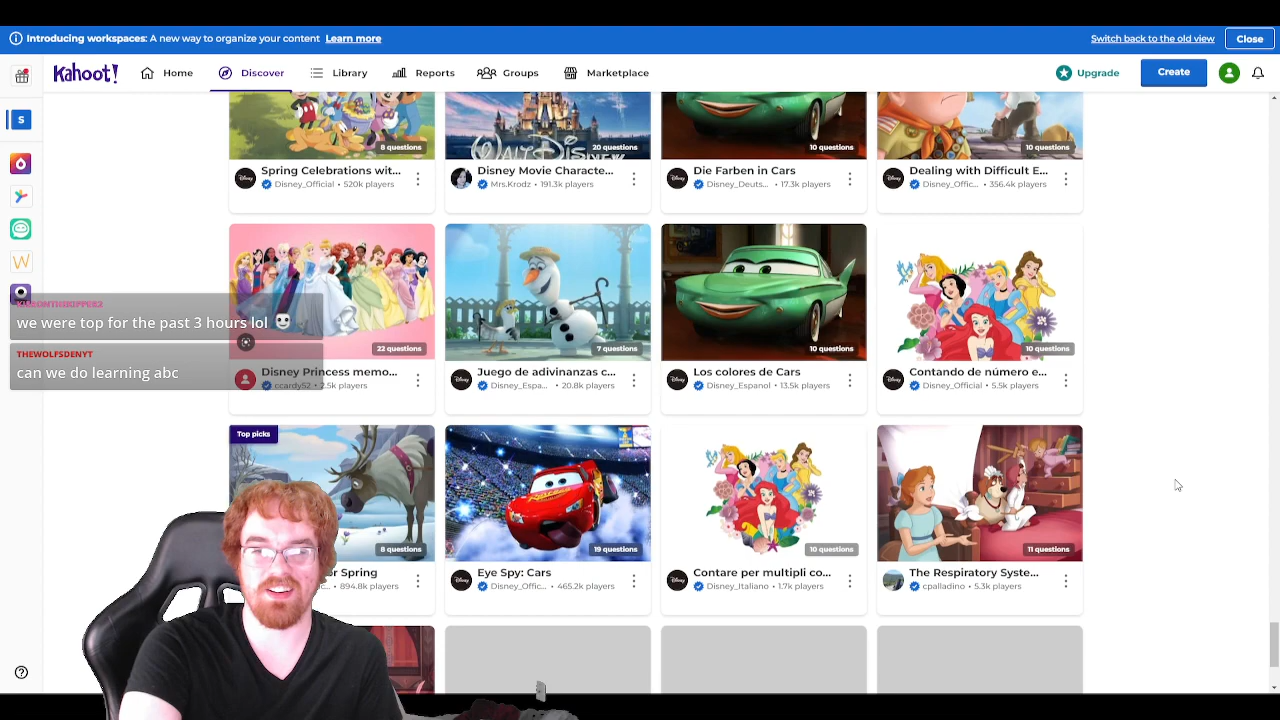 Introducing workspaces: A new way to organize your content Learn more
Switch back to the old view
Close
Kahoot!
Home
Discover
Library
Reports
Groups
Marketplace
Upgrade
Create
S
W
WALT DISNEY
8 questions
20 questions
10 questions
10 questions
Spring Celebrations wit...
Disney_Official • 520k players
Disney Movie Characte...
Mrs.Krodz • 191.3k players
Die Farben in Cars
Disney_Deuts... • 17.3k players
Dealing with Difficult E...
Disney_Offic... • 356.4k players
we were top for the past 3 hours lol
THEWOLFSDENYT
can we do learning abc
22 questions
7 questions
10 questions
10 questions
Disney Princess memo...
ccardy52 • 2.5k players
Juego de adivinanzas c...
Disney_Espa... • 20.8k players
Los colores de Cars
Disney_Espanol • 13.5k players
Contando de número e...
Disney_Official • 5.5k players
Top picks
8 questions
19 questions
10 questions
11 questions
r Spring
c... • 894.8k players
Eye Spy: Cars
Disney_Offic... • 465.2k players
Contare per multipli co...
Disney_Italiano • 1.7k players
The Respiratory Syste...
cpalladino • 5.3k players